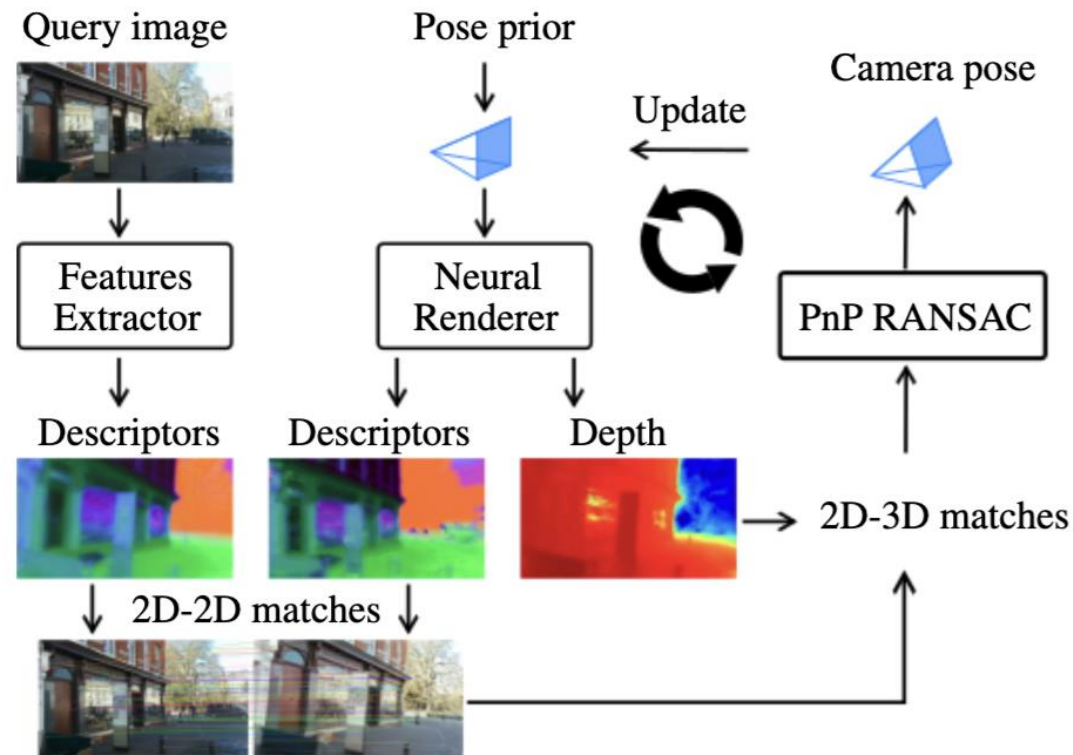 Query image
Pose prior
Camera pose
Update
Features
Extractor
Neural
Renderer
PnP RANSAC
Descriptors
Descriptors
Depth
2D-3D matches
2D-2D matches